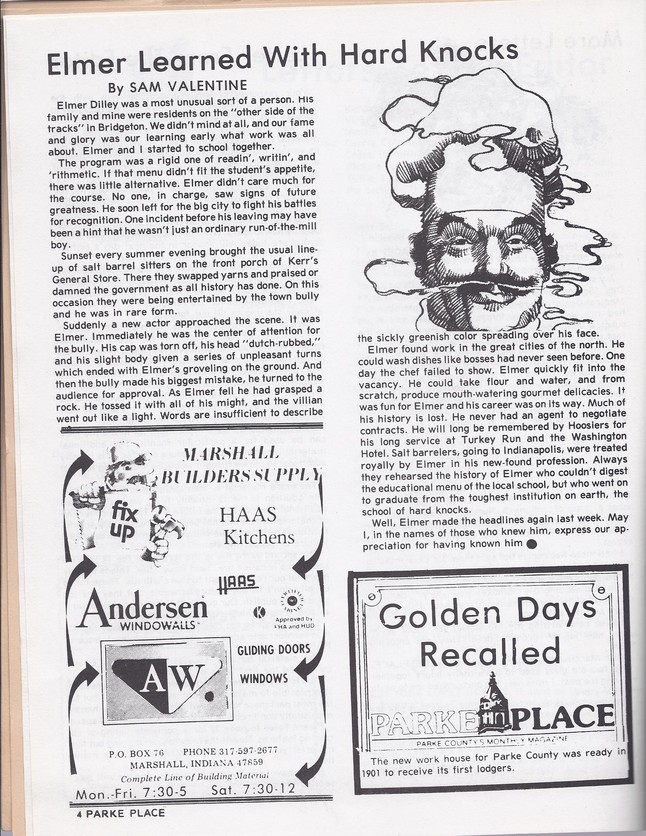 Elmer Learned With Hard Knocks
By SAM VALENTINE
Elmer Dilley was a most unusual sort of a person. His
family and mine were residents on the "other side of the
tracks" in Bridgeton. We didn't mind at all, and our fame
and glory was our learning early what work was all
about. Elmer and I started to school together.
The program was a rigid one of readin', writin', and
'rithmetic. If that menu didn't fit the student's appetite,
there was little alternative. Elmer didn't care much for
the course. No one, in charge, saw signs of future
greatness. He soon left for the big city to fight his battles
for recognition. One incident before his leaving may have
been a hint that he wasn't just an ordinary run-of-the-mill
boy.
Sunset every summer evening brought the usual line-
up of salt barrel sitters on the front porch of Kerr's
General Store. There they swapped yarns and praised or
damned the government as all history has done. On this
occasion they were being entertained by the town bully
and he was in rare form.
Suddenly a new actor approached the scene. It was
Elmer. Immediately he was the center of attention for
the bully. His cap was torn off, his head "dutch-rubbed,"
and his slight body given a series of unpleasant turns
which ended with Elmer's groveling on the ground. And
then the bully made his biggest mistake, he turned to the
audience for approval. As Elmer fell he had grasped a
rock. He tossed it with all of his might, and the villian
went out like a light. Words are insufficient to describe
the sickly greenish color spreading over his face.
Elmer found work in the great cities of the north. He
could wash dishes like bosses had never seen before. One
day the chef failed to show. Elmer quickly fit into the
vacancy. He could take flour and water, and from
scratch, produce mouth-watering gourmet delicacies. It
was fun for Elmer and his career was on its way. Much of
his history is lost. He never had an agent to negotiate
contracts. He will long be remembered by Hoosiers for
his long service at Turkey Run and the Washington
Hotel. Salt barrelers, going to Indianapolis, were treated
royally by Elmer in his new-found profession. Always
they rehearsed the history of Elmer who couldn't digest
the educational menu of the local school, but who went on
to graduate from the toughest institution on earth, the
school of hard knocks.
Well, Elmer made the headlines again last week. May
I, in the names of those who knew him, express our ap-
preciation for having known him
MARSHALL
BUILDERS SUPPLY
fix
up
HAAS
Kitchens
HAAS
Andersen
WINDOWALLS
K
Approved by
FHA and HUD
AW
GLIDING DOORS
WINDOWS
P.O. BOX 76 PHONE 317-597-2677
MARSHALL, INDIANA 47859
Complete Line of Building Material
Mon.-Fri. 7:30-5 Sat. 7:30-12
Golden Days
Recalled
PARKE PLACE
PARKE COUNTY'S MONTHLY MAGAZINE
The new work house for Parke County was ready in
1901 to receive its first lodgers.
4 PARKE PLACE